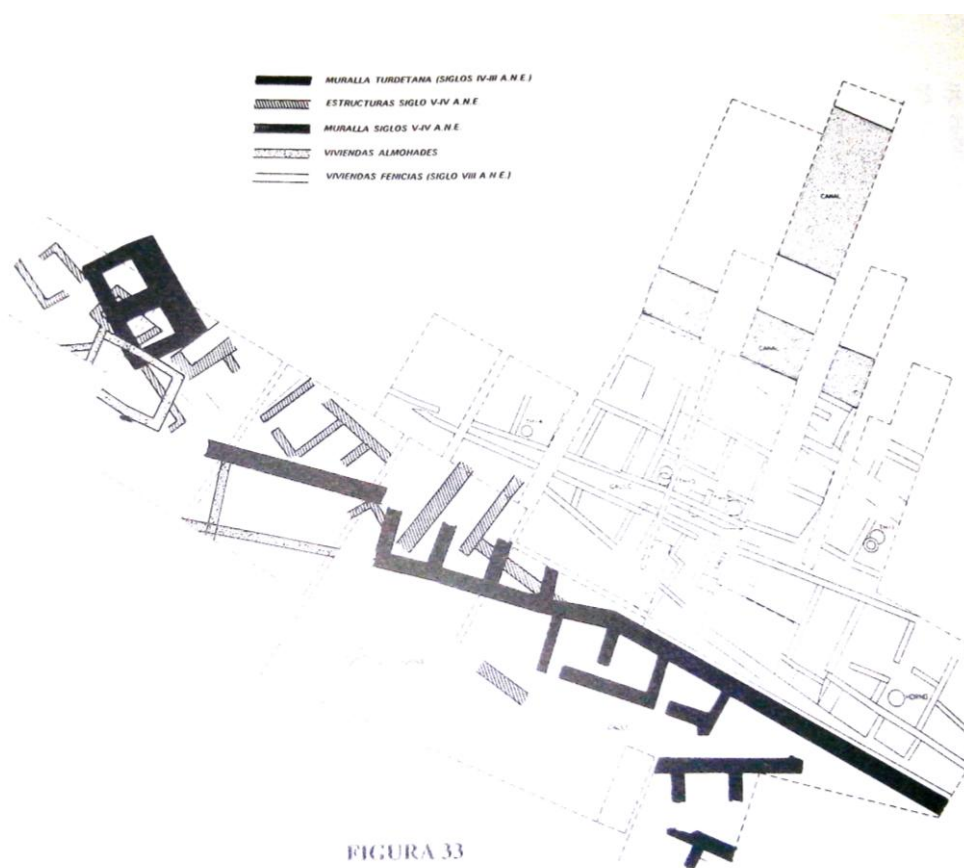 MURALLA TURDETANA (SIGLOS IV-III A.N.E.)
ESTRUCTURAS SIGLO V-IV A.N.E
MURALLA SIGLOS V-IV A.N.E
VIVIENDAS ALMOHADES
VIVIENDAS FENICIAS (SIGLO VIII A.N.E.)
CANAL
CANAL
CALLE
HORNO
FIGURA 33